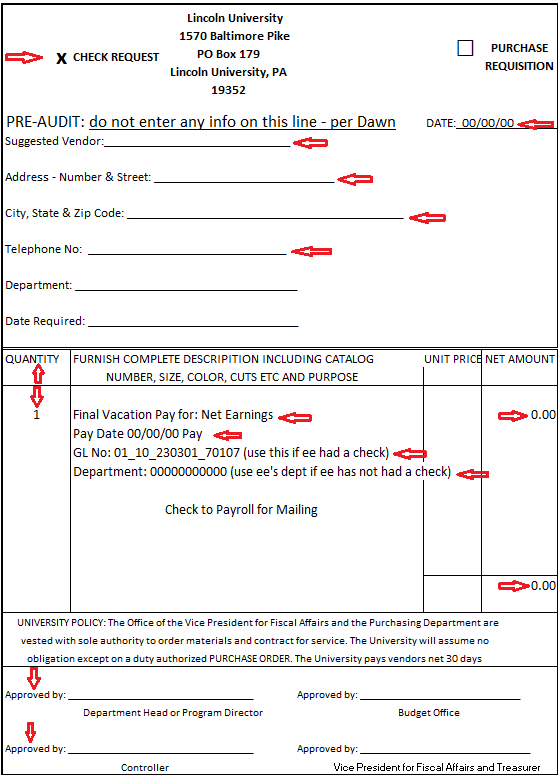 Lincoln University
1570 Baltimore Pike
PO Box 179
Lincoln University, PA
19352
X CHECK REQUEST
PURCHASE
REQUISITION
PRE-AUDIT: do not enter any info on this line - per Dawn DATE: 00/00/00
Suggested Vendor:
Address - Number & Street:
City, State & Zip Code:
Telephone No:
Department:
Date Required:
QUANTITY FURNISH COMPLETE DESCRIPITION INCLUDING CATALOG UNIT PRICE NET AMOUNT
NUMBER, SIZE, COLOR, CUTS ETC AND PURPOSE
1 Final Vacation Pay for: Net Earnings 0.00
Pay Date 00/00/00 Pay
GL No: 01_10_230301_70107 (use this if ee had a check)
Department: 00000000000 (use ee's dept if ee has not had a check)
Check to Payroll for Mailing
0.00
UNIVERSITY POLICY: The Office of the Vice President for Fiscal Affairs and the Purchasing Department are
vested with sole authority to order materials and contract for service. The University will assume no
obligation except on a duty authorized PURCHASE ORDER. The University pays vendors net 30 days
Approved by: Approved by:
Department Head or Program Director Budget Office
Approved by: Approved by:
Controller Vice President for Fiscal Affairs and Treasurer